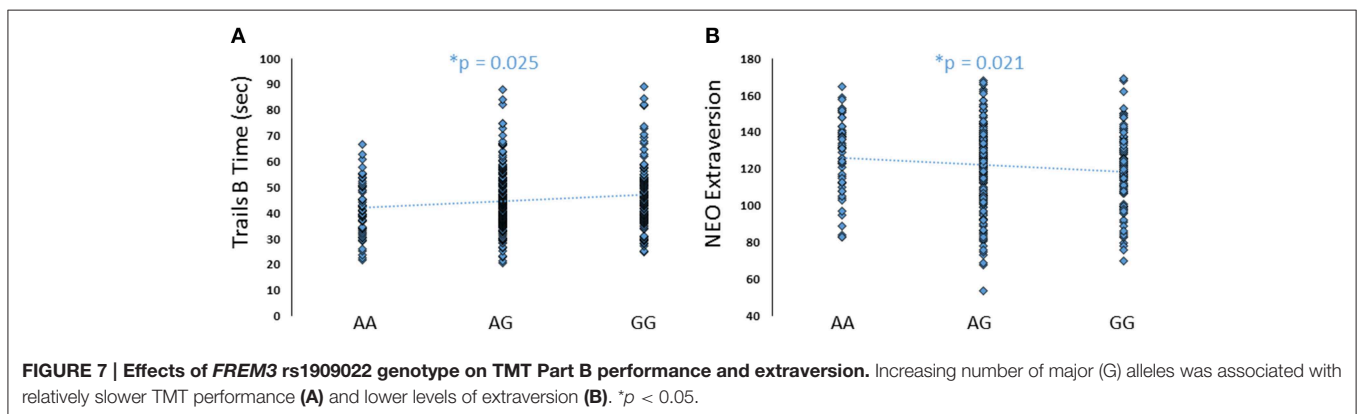 A
*p = 0.025
Trails B Time (sec)
100
90
80
70
60
50
40
30
20
10
0
AA
AG
GG
B
*p = 0.021
NEO Extraversion
180
160
140
120
100
80
60
40
AA
AG
GG
FIGURE 7 | Effects of FREM3 rs1909022 genotype on TMT Part B performance and extraversion. Increasing number of major (G) alleles was associated with
relatively slower TMT performance (A) and lower levels of extraversion (B). *p < 0.05.